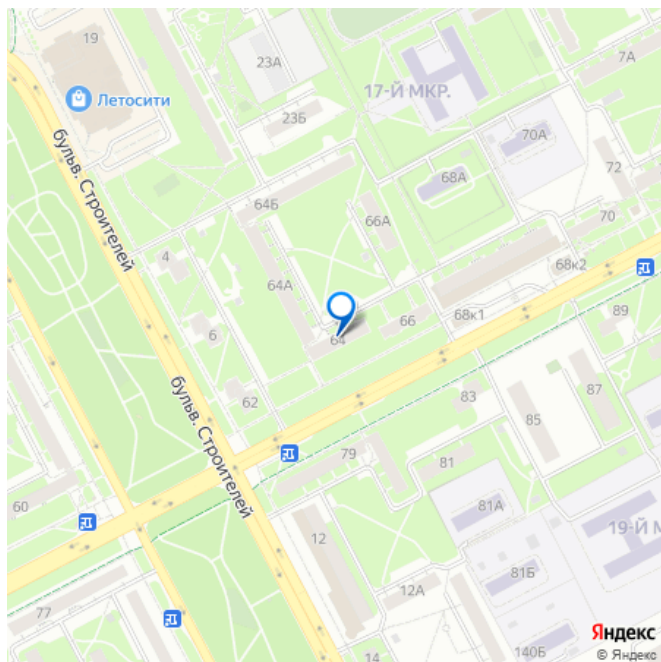 19
Летосити
23А
7А
17-Й МКР.
23Б
70А
бульв. Строителей
68А
72
64Б
66А
70
4
68к2
64А
66
68к1
6
64
89
62
83
87
бульв. Строителей
85
79
81
60
81А
12
19-Й М
81Б
12А
77
14
140Б
Яндекс
© Яндекс